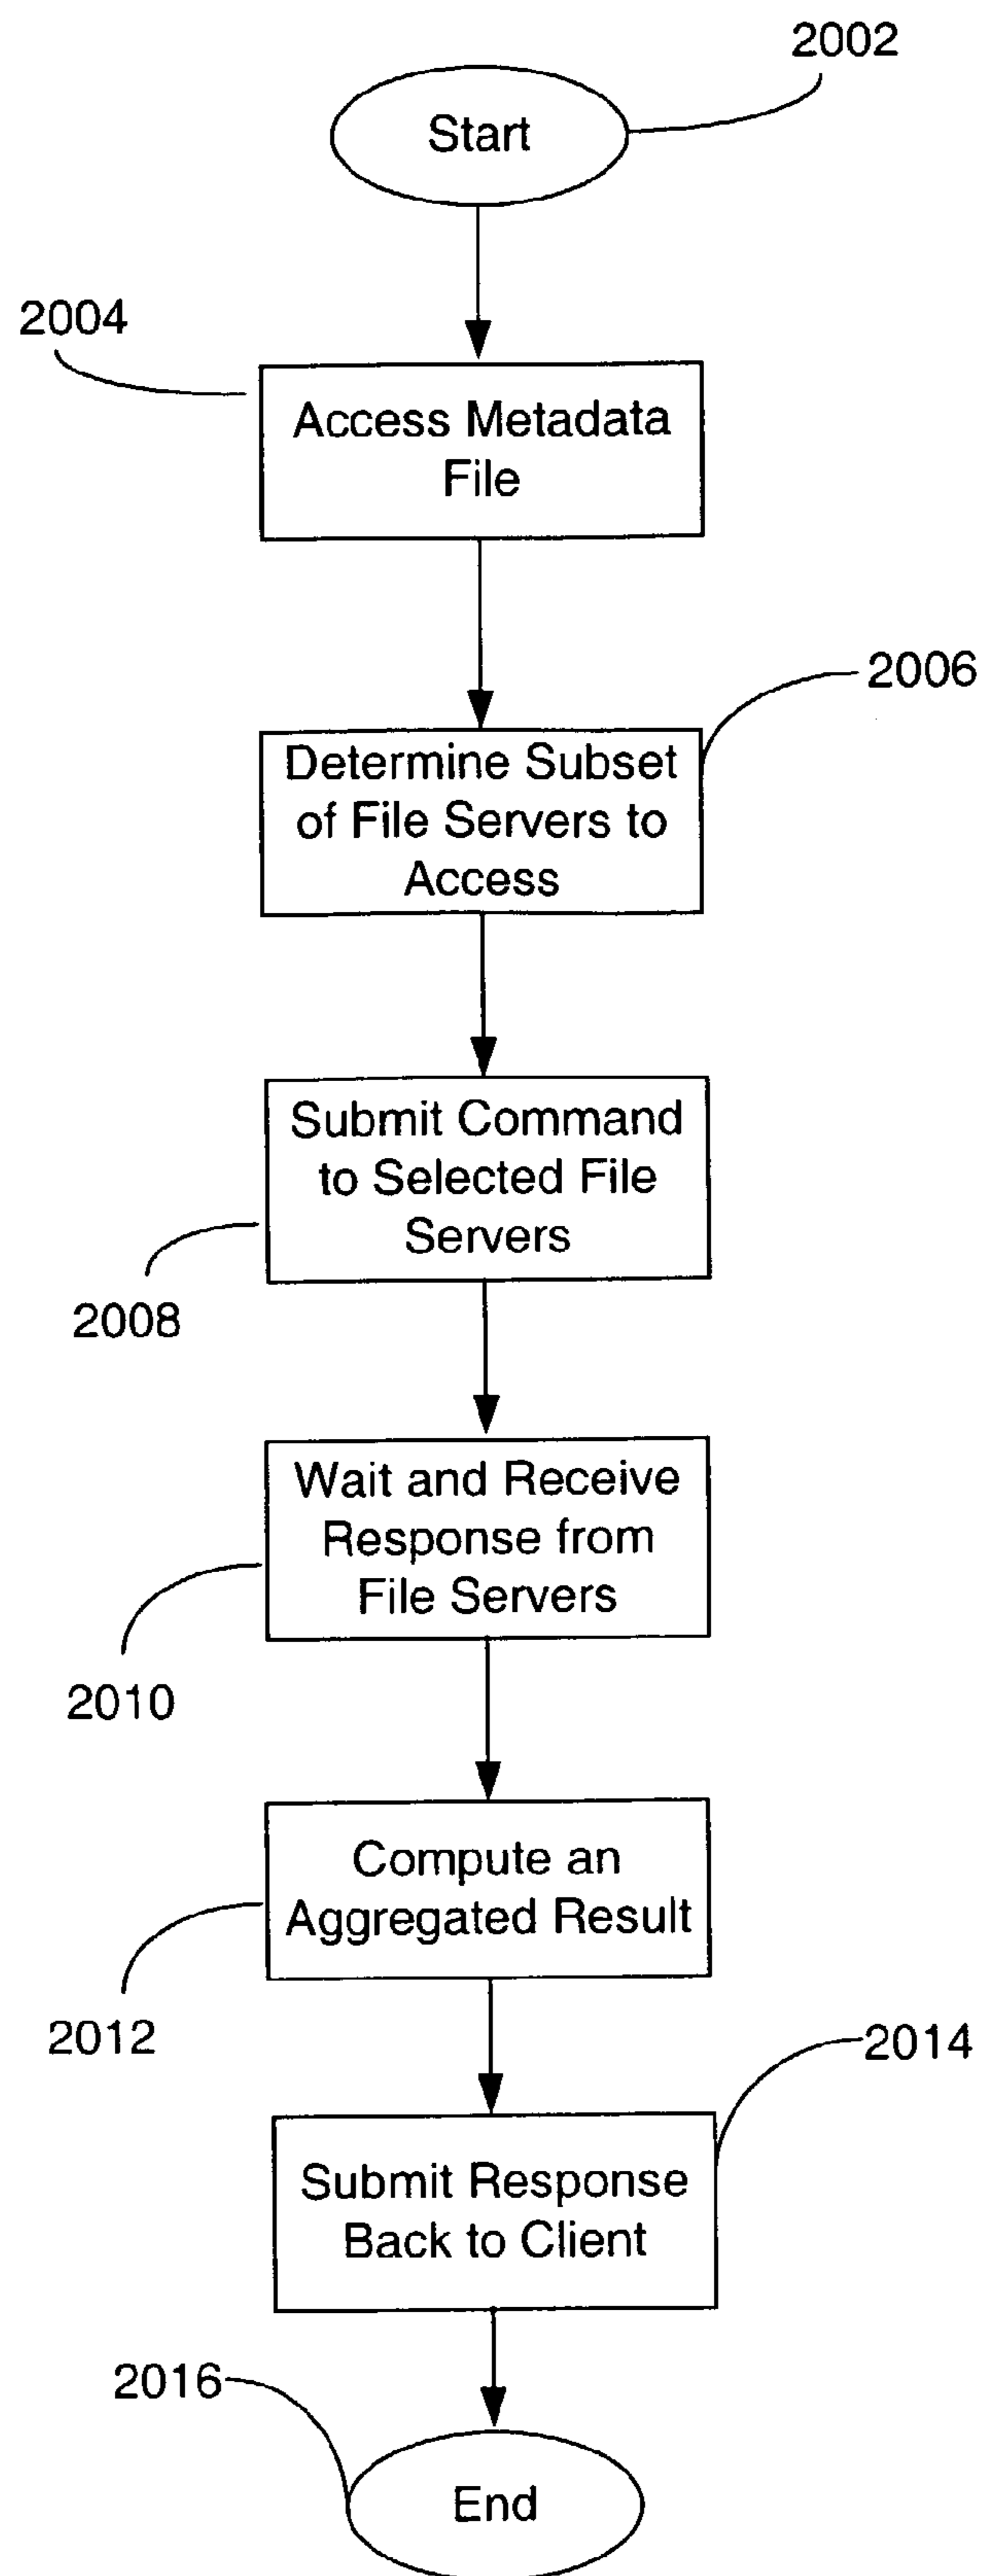 2002
Start
2004
Access Metadata
File
2006
Determine Subset
of File Servers to
Access
Submit Command
to Selected File
Servers
2008
Wait and Receive
Response from
File Servers
2010
Compute an
Aggregated Result
2012
2014
Submit Response
Back to Client
2016
End